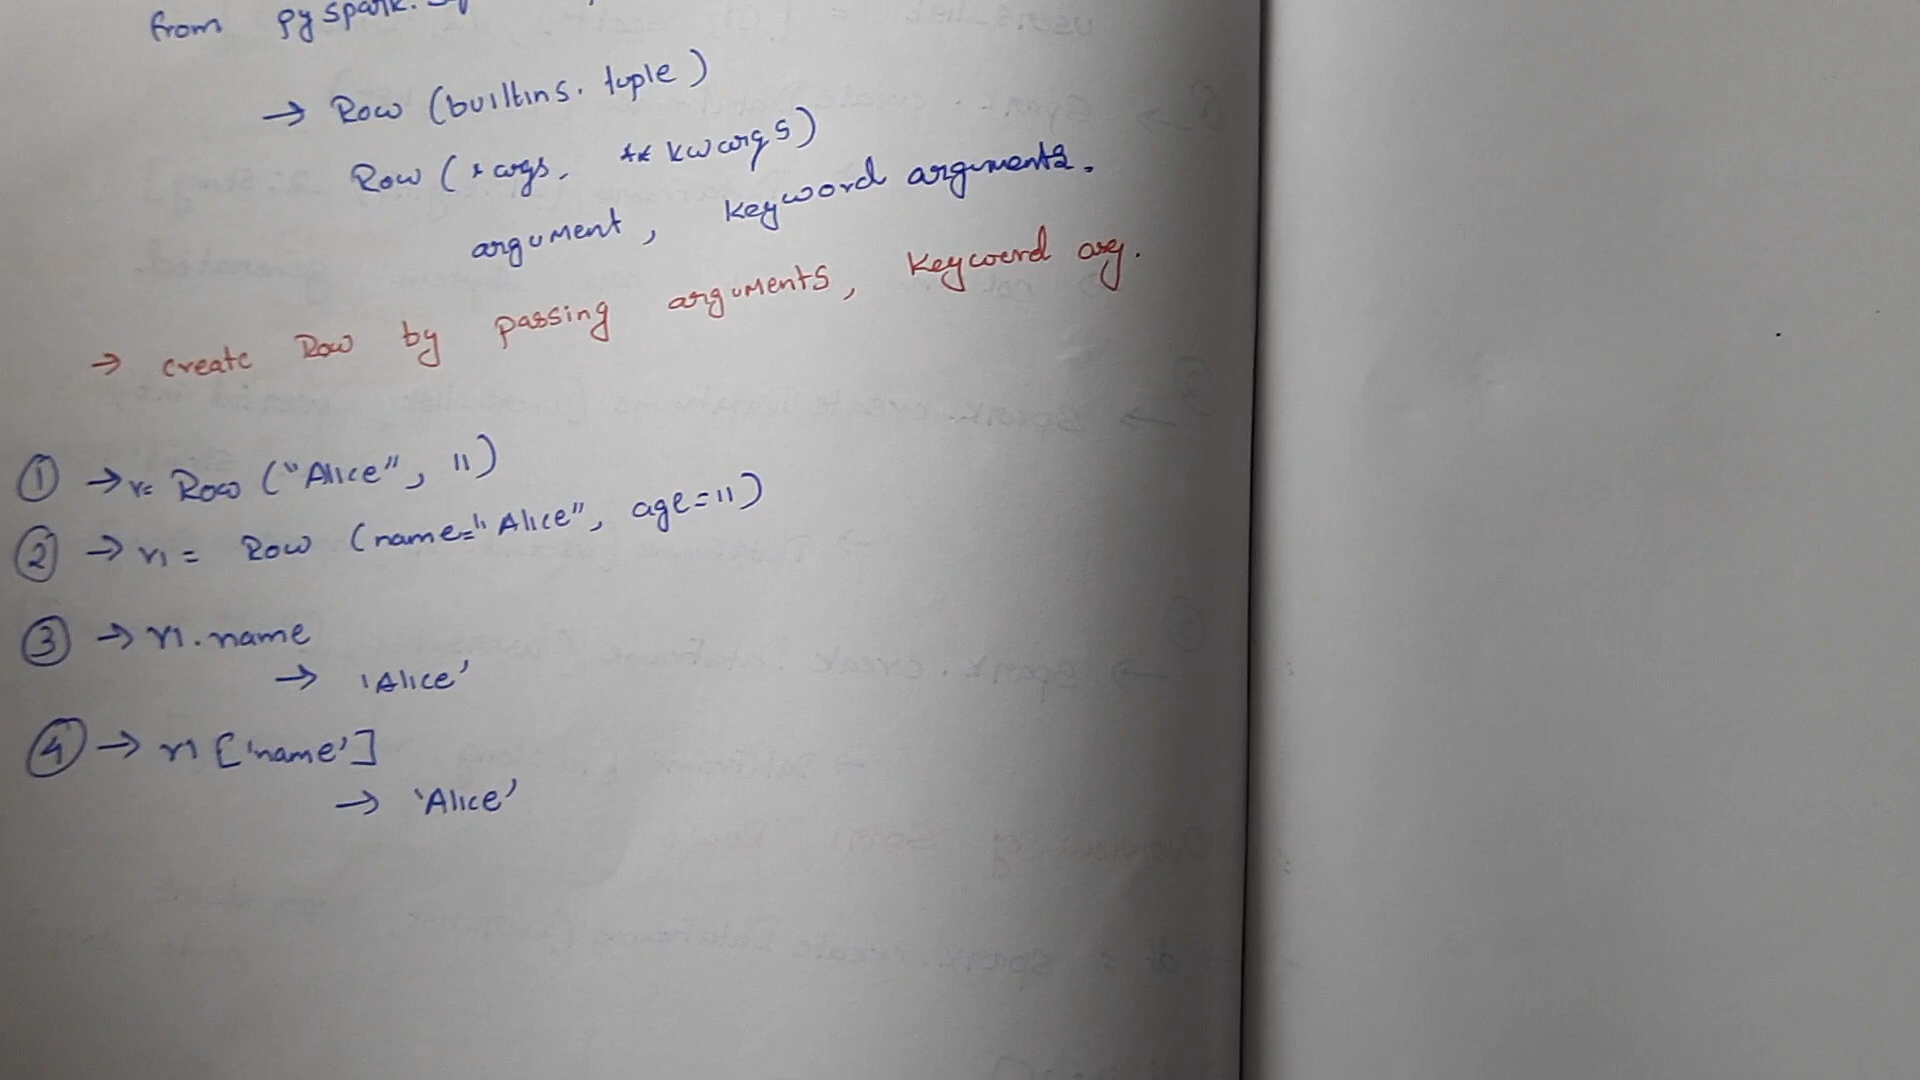 from pyspark.
→ Row (builtins. tuple)
Row (*args, ** kwargs)
argument, keyword arguments.
→ create Row by passing arguments, keyword arg.
① → r= Row ("Alice", 11)
② → r1 = Row (name="Alice", age=11)
③ → r1.name
→ 'Alice'
④ → r1 ['name']
→ 'Alice'